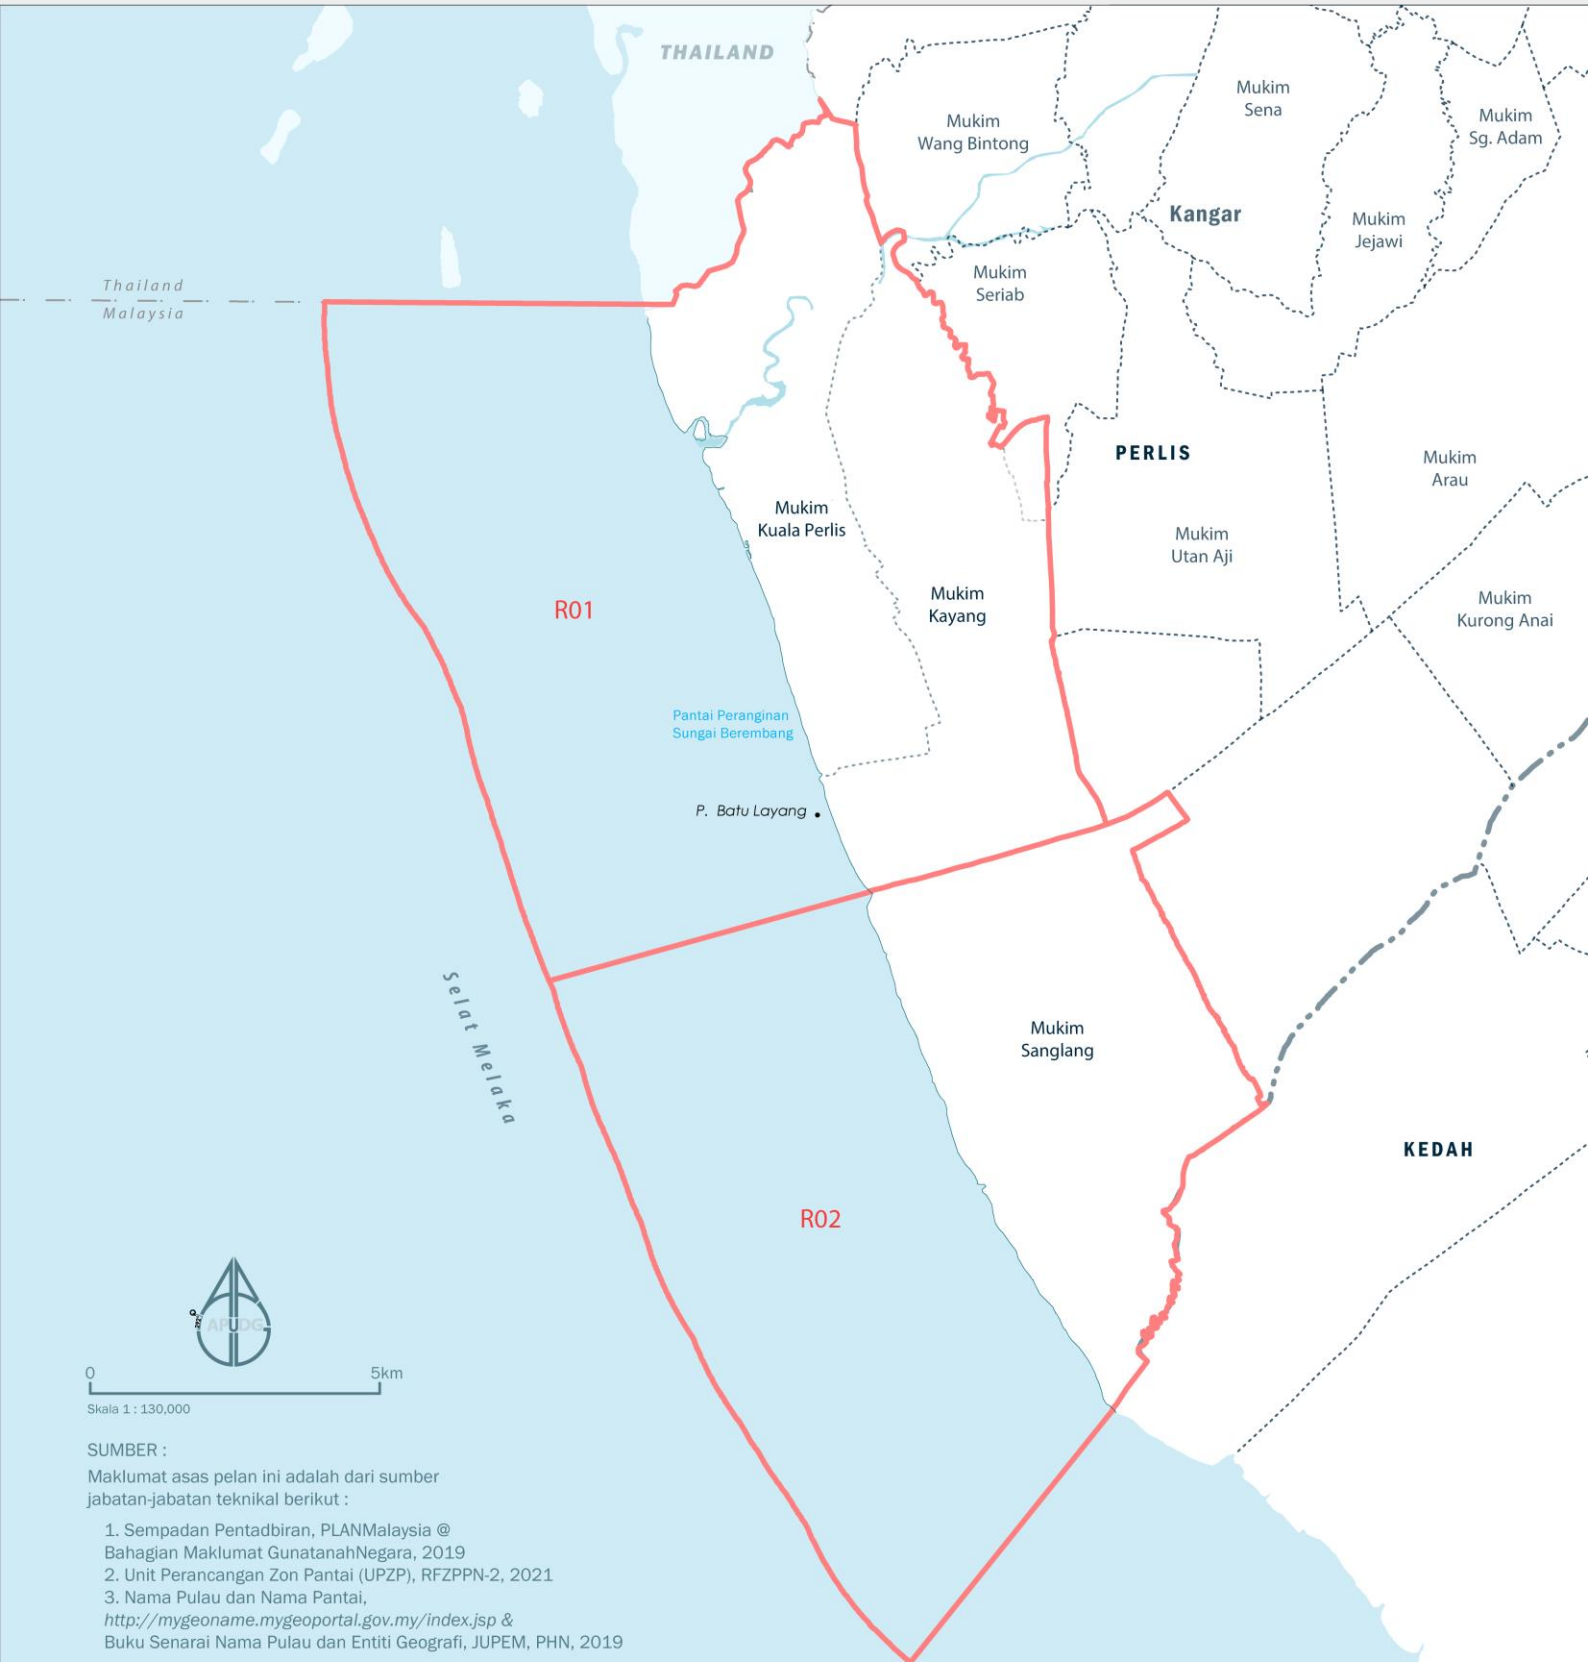 THAILAND
Mukim
Wang Bintong
Mukim
Sena
Mukim
Sg. Adam
Kangar
Mukim
Jejawi
Mukim
Seriab
Thailand
Malaysia
PERLIS
Mukim
Arau
Mukim
Kuala Perlis
Mukim
Utan Aji
Mukim
Kayang
Mukim
Kurong Anai
R01
Pantai Peranginan
Sungai Berembang
P. Batu Layang
Selat Melaka
Mukim
Sanglang
KEDAH
R02
APUDG
0 5km
Skala 1 : 130,000
SUMBER :
Maklumat asas pelan ini adalah dari sumber
jabatan-jabatan teknikal berikut :
1. Sempadan Pentadbiran, PLANMalaysia @
Bahagian Maklumat GunatanahNegara, 2019
2. Unit Perancangan Zon Pantai (UPZP), RFZPPN-2, 2021
3. Nama Pulau dan Nama Pantai,
http://mygeoname.mygeoportal.gov.my/index.jsp &
Buku Senarai Nama Pulau dan Entiti Geografi, JUPEM, PHN, 2019